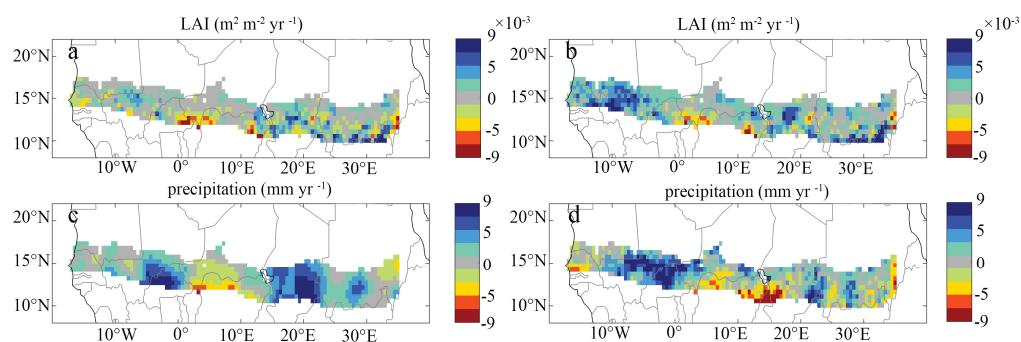 LAI (m² m⁻² yr ⁻¹)
×10⁻³
a
20°N
15°N
10°N
10°W
0°
10°E
20°E
30°E
9
5
0
-5
-9
LAI (m² m⁻² yr ⁻¹)
×10⁻³
b
20°N
15°N
10°N
10°W
0°
10°E
20°E
30°E
9
5
0
-5
-9
precipitation (mm yr ⁻¹)
c
20°N
15°N
10°N
10°W
0°
10°E
20°E
30°E
9
5
0
-5
-9
precipitation (mm yr ⁻¹)
d
20°N
15°N
10°N
10°W
0°
10°E
20°E
30°E
9
5
0
-5
-9